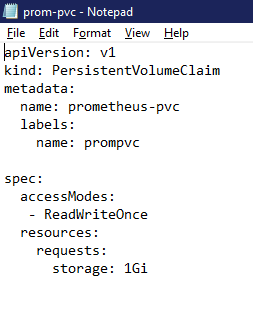 prom-pvc - Notepad
File Edit Format View Help
apiVersion: v1
kind: PersistentVolumeClaim
metadata:
  name: prometheus-pvc
  labels:
    name: prompvc

spec:
  accessModes:
   - ReadWriteOnce
  resources:
    requests:
      storage: 1Gi